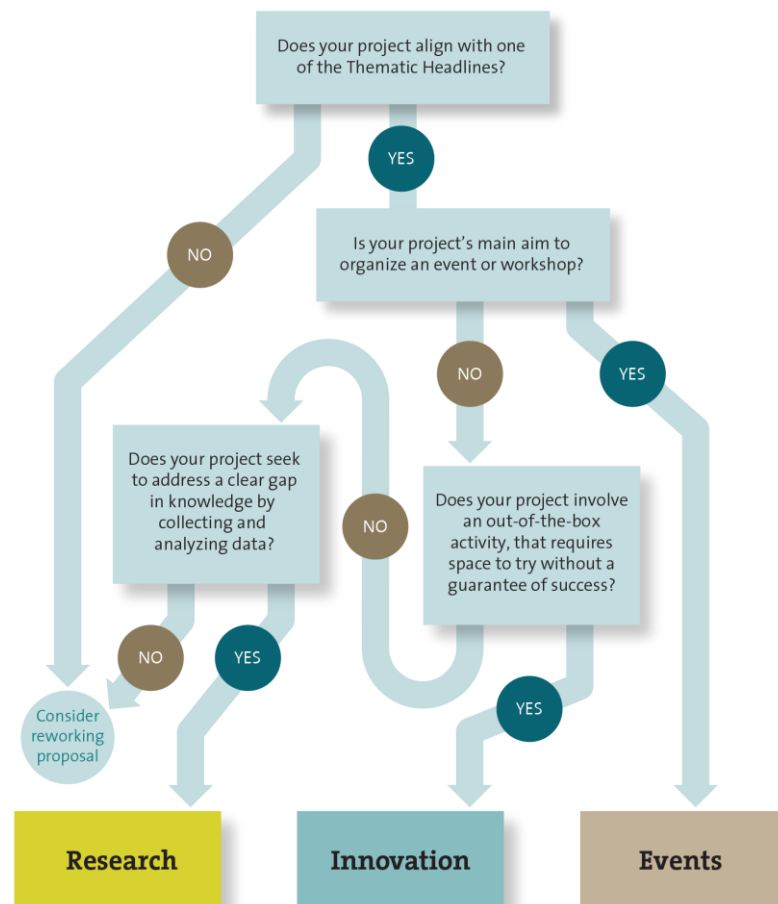 Does your project align with one
of the Thematic Headlines?
YES
NO
Is your project’s main aim to
organize an event or workshop?
NO
YES
Does your project seek
to address a clear gap
in knowledge by
collecting and
analyzing data?
NO
Does your project involve
an out-of-the-box
activity, that requires
space to try without a
guarantee of success?
NO
YES
YES
Consider
reworking
proposal
Research
Innovation
Events